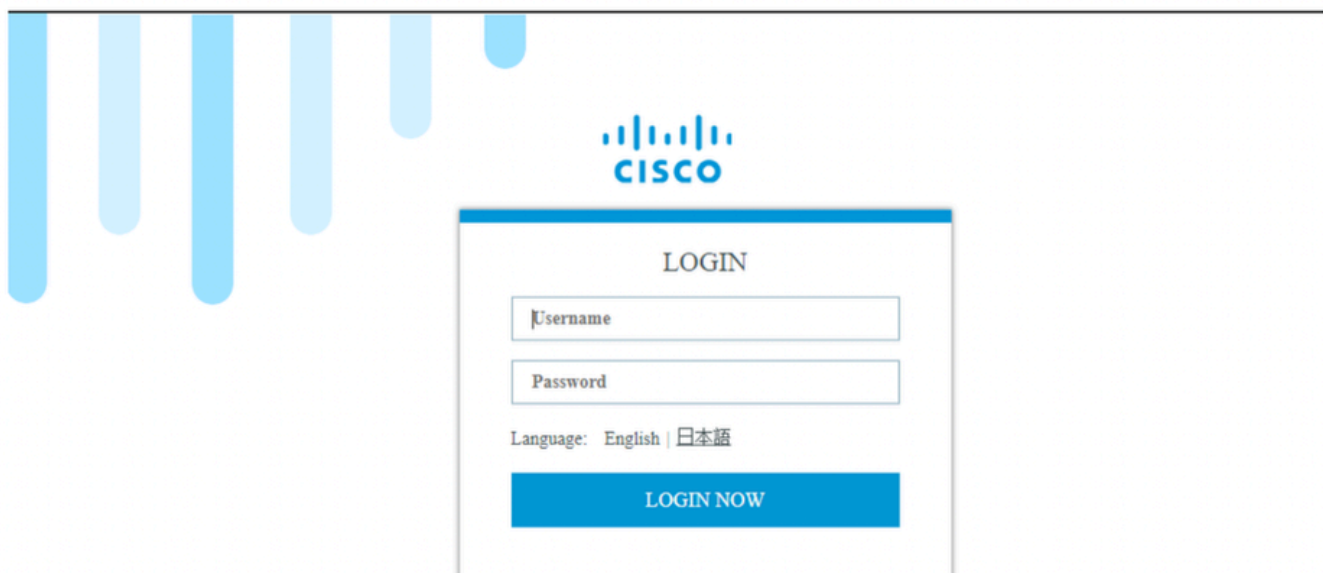 CISCO
LOGIN
Username
Password
Language: English | 日本語
LOGIN NOW